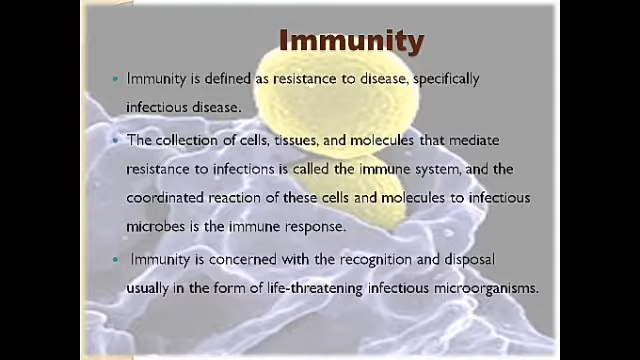 Immunity
• Immunity is defined as resistance to disease, specifically
infectious disease.
• The collection of cells, tissues, and molecules that mediate
resistance to infections is called the immune system, and the
coordinated reaction of these cells and molecules to infectious
microbes is the immune response.
• Immunity is concerned with the recognition and disposal
usually in the form of life-threatening infectious microorganisms.